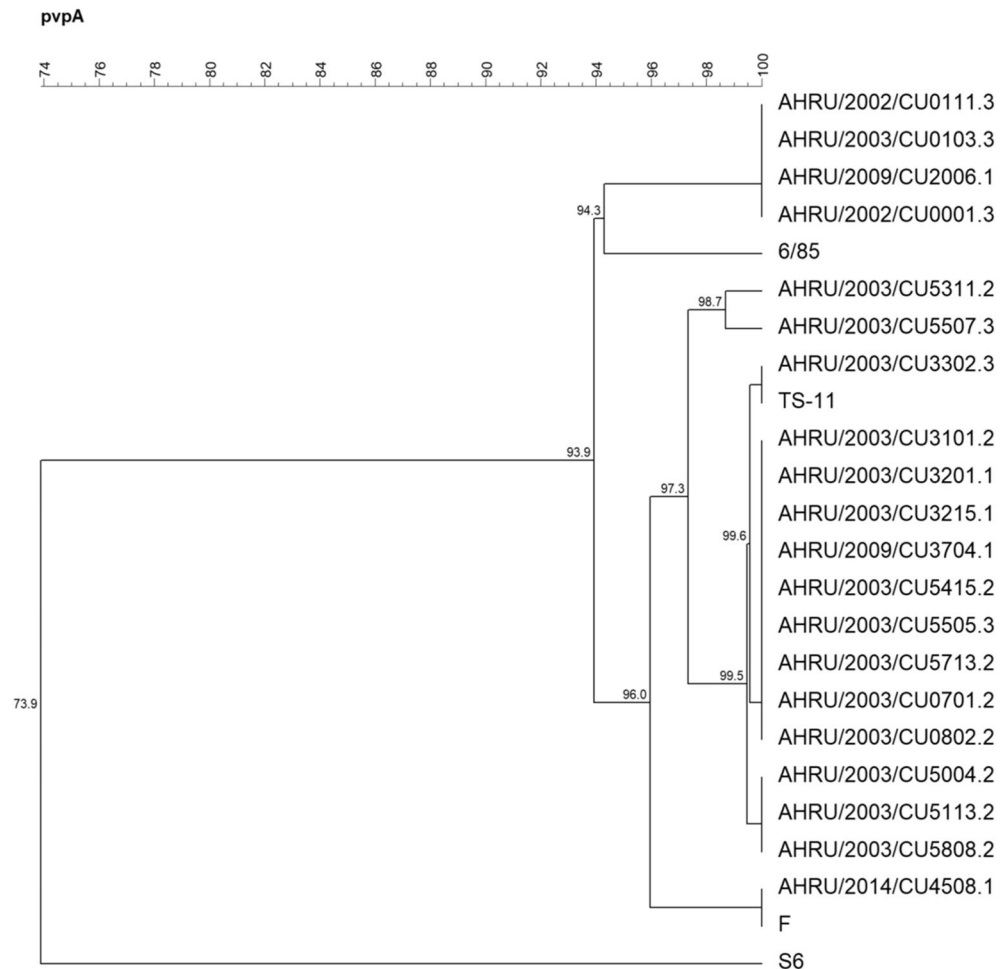 pvpA
74 76 78 80 82 84 86 88 90 92 94 96 98 100
AHRU/2002/CU0111.3
AHRU/2003/CU0103.3
AHRU/2009/CU2006.1
94.3
AHRU/2002/CU0001.3
6/85
AHRU/2003/CU5311.2
98.7
AHRU/2003/CU5507.3
AHRU/2003/CU3302.3
TS-11
AHRU/2003/CU3101.2
93.9
AHRU/2003/CU3201.1
97.3
AHRU/2003/CU3215.1
99.6
AHRU/2009/CU3704.1
AHRU/2003/CU5415.2
AHRU/2003/CU5505.3
AHRU/2003/CU5713.2
99.5
96.0
AHRU/2003/CU0701.2
73.9
AHRU/2003/CU0802.2
AHRU/2003/CU5004.2
AHRU/2003/CU5113.2
AHRU/2003/CU5808.2
AHRU/2014/CU4508.1
F
S6